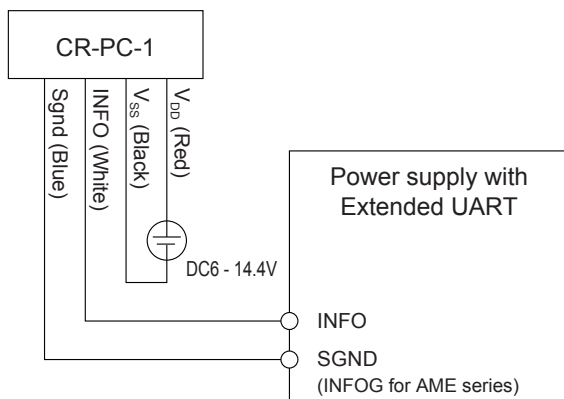 CR-PC-1
Sgnd (Blue)
INFO (White)
VSS (Black)
VDD (Red)
Power supply with
Extended UART
DC6 - 14.4V
INFO
SGND
(INFOG for AME series)